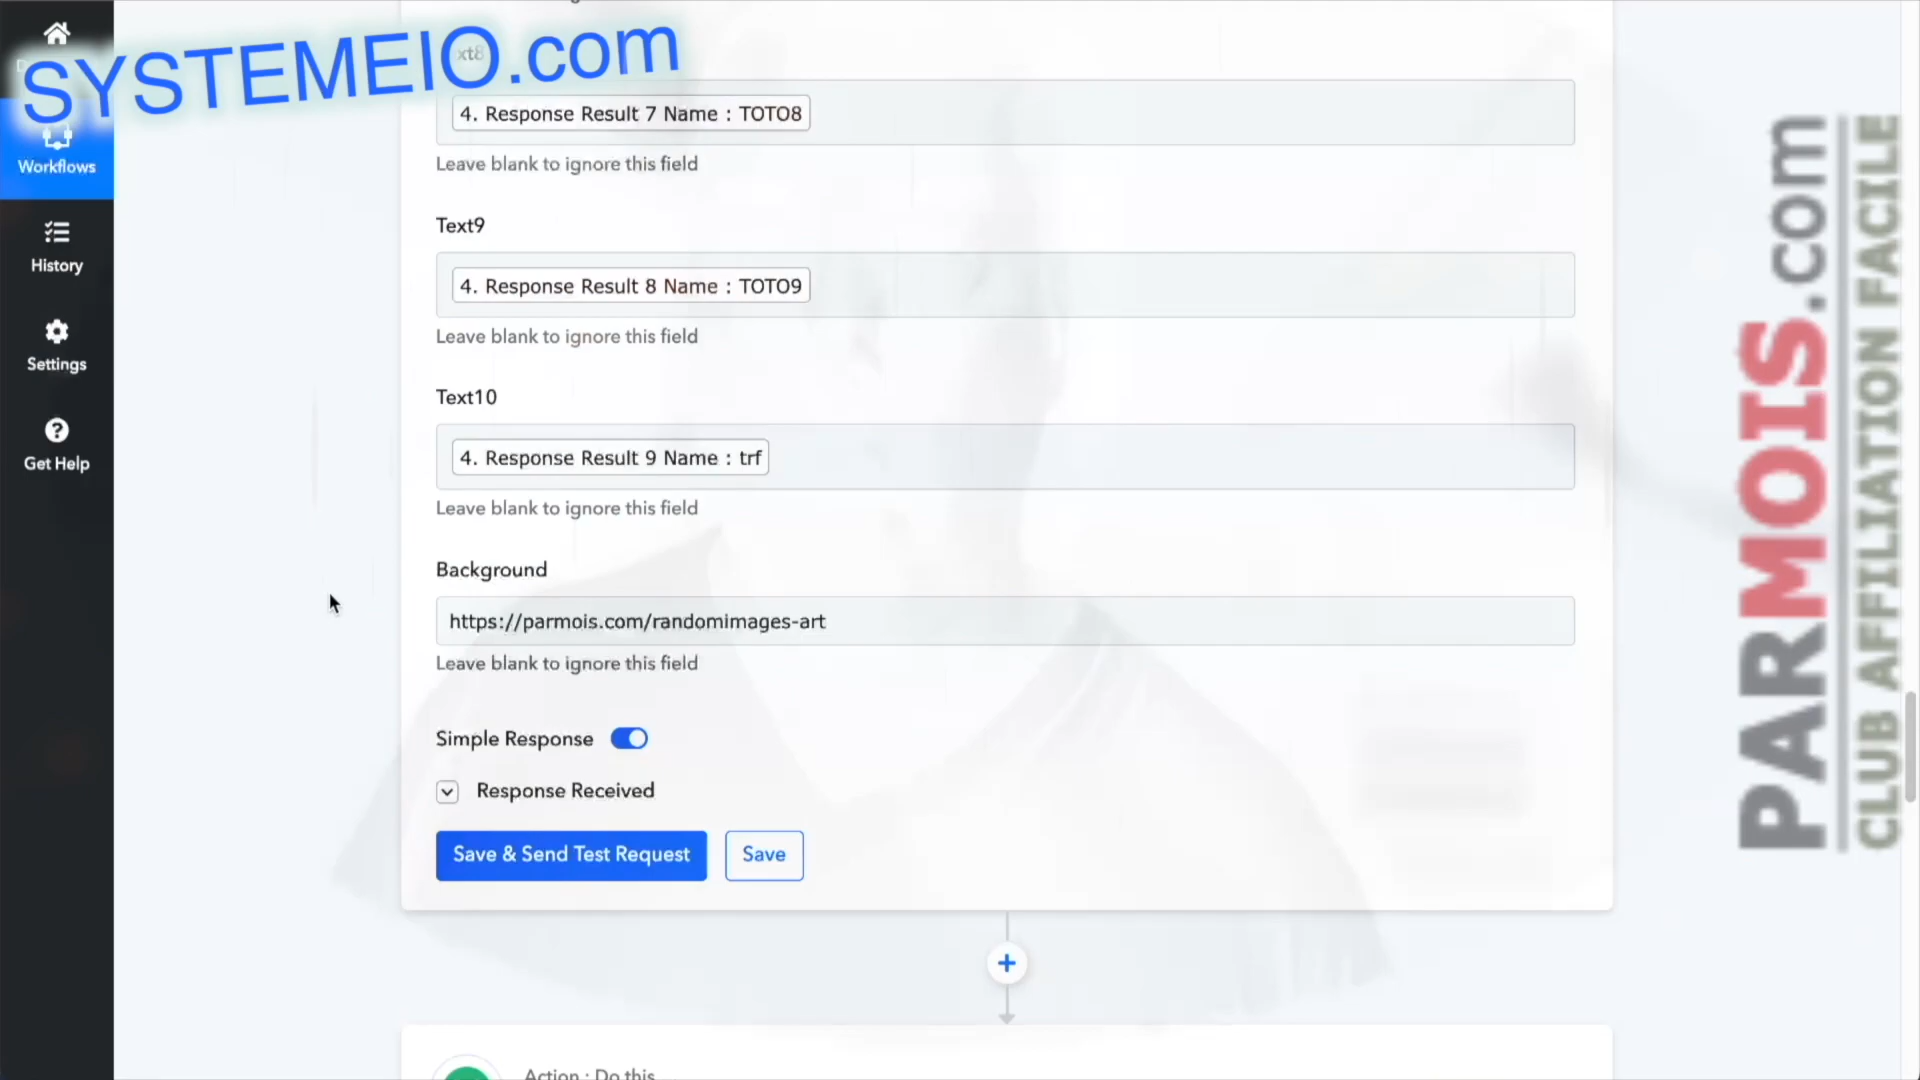 SYSTEMEIO.com
4. Response Result 7 Name : TOTO8
Leave blank to ignore this field
Workflows
Text9
History
4. Response Result 8 Name : TOTO9
Leave blank to ignore this field
Settings
Text10
Get Help
4. Response Result 9 Name : trf
Leave blank to ignore this field
Background
https://parmois.com/randomimages-art
Leave blank to ignore this field
Simple Response
Response Received
Save & Send Test Request
Save
Action : Do this
PARMOIS.com
CLUB AFFILIATION FACILE